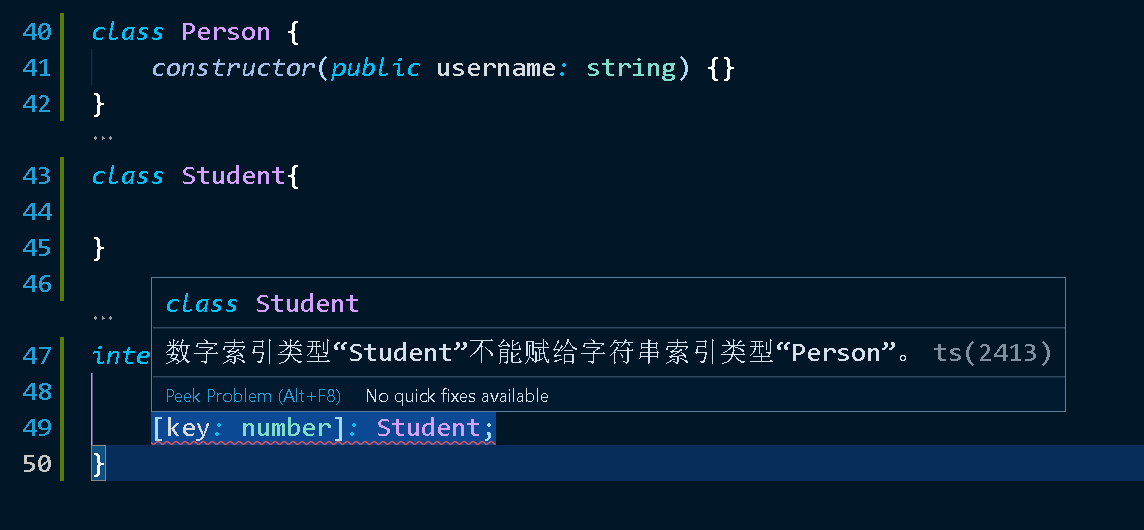 40 class Person {
41 constructor(public username: string) {}
42 }
...
43 class Student{
44
45 }
46
...
class Student
47 inte
数字索引类型“Student”不能赋给字符串索引类型“Person”。 ts(2413)
48
Peek Problem (Alt+F8) No quick fixes available
49 [key: number]: Student;
50 }